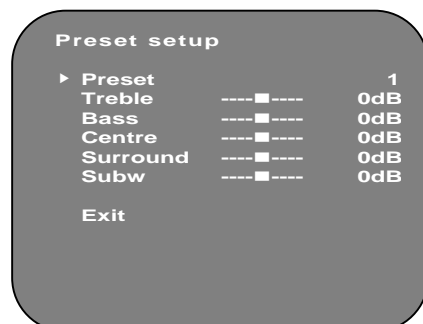 Preset setup
▶ Preset 1
Treble ----■---- 0dB
Bass ----■---- 0dB
Centre ----■---- 0dB
Surround ----■---- 0dB
Subw ----■---- 0dB
Exit